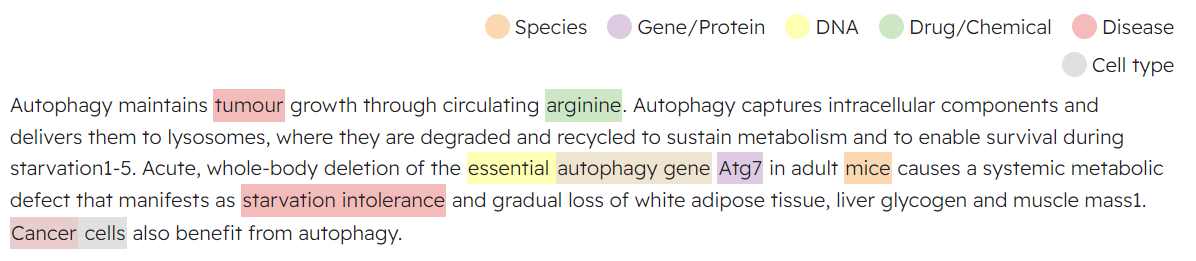 Species Gene/Protein DNA Drug/Chemical Disease
Cell type
Autophagy maintains tumour growth through circulating arginine. Autophagy captures intracellular components and
delivers them to lysosomes, where they are degraded and recycled to sustain metabolism and to enable survival during
starvation1-5. Acute, whole-body deletion of the essential autophagy gene Atg7 in adult mice causes a systemic metabolic
defect that manifests as starvation intolerance and gradual loss of white adipose tissue, liver glycogen and muscle mass1.
Cancer cells also benefit from autophagy.